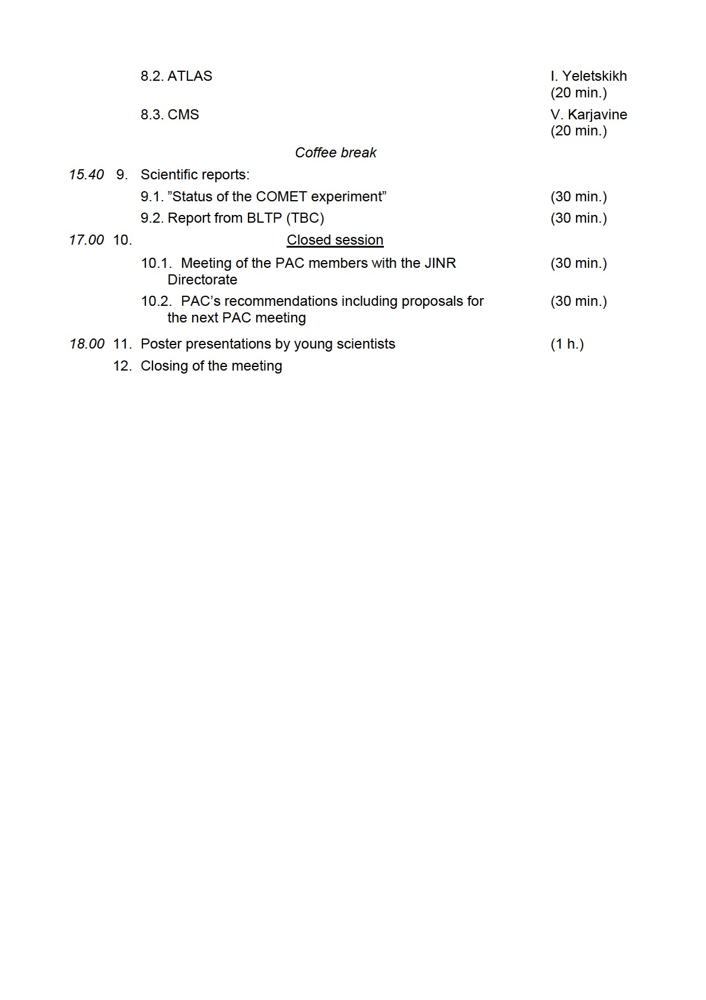 8.2. ATLAS I. Yeletskikh
(20 min.)
8.3. CMS V. Karjavine
(20 min.)
Coffee break
15.40 9. Scientific reports:
9.1. ”Status of the COMET experiment” (30 min.)
9.2. Report from BLTP (TBC) (30 min.)
17.00 10. Closed session
10.1. Meeting of the PAC members with the JINR (30 min.)
Directorate
10.2. PAC’s recommendations including proposals for (30 min.)
the next PAC meeting
18.00 11. Poster presentations by young scientists (1 h.)
12. Closing of the meeting